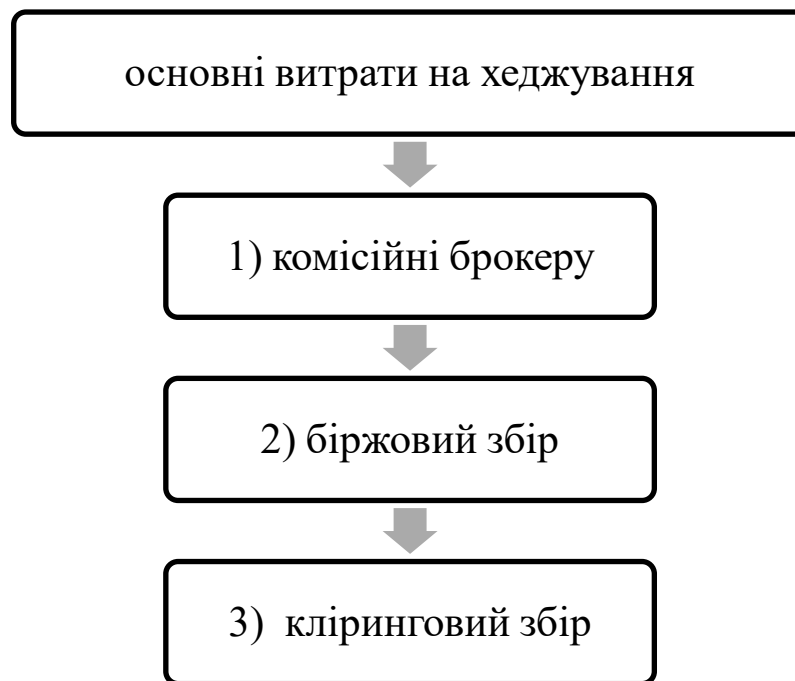 основні витрати на хеджування
1) комісійні брокеру
2) біржовий збір
3) кліринговий збір